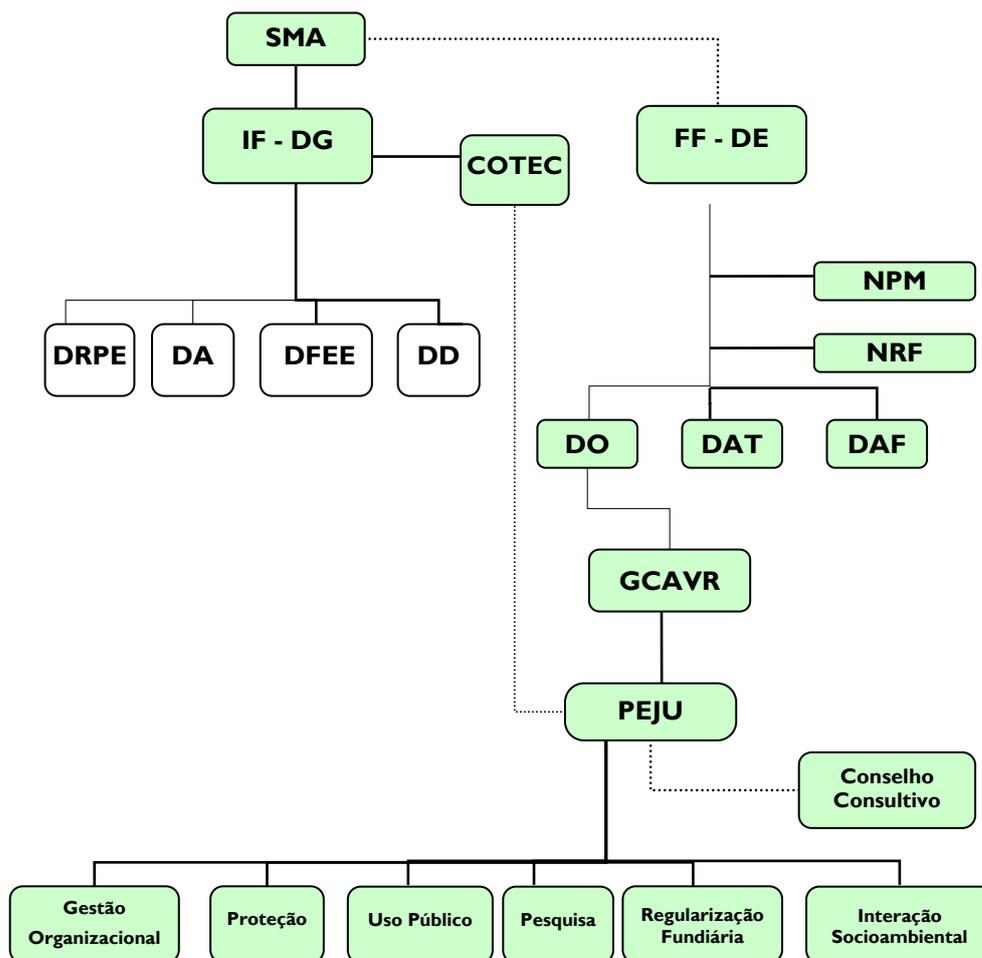 SMA
IF - DG
COTEC
FF - DE
NPM
NRF
DRPE
DA
DFEE
DD
DO
DAT
DAF
GCAVR
PEJU
Conselho
Consultivo
Gestão
Organizacional
Proteção
Uso Público
Pesquisa
Regularização
Fundiária
Interação
Socioambiental